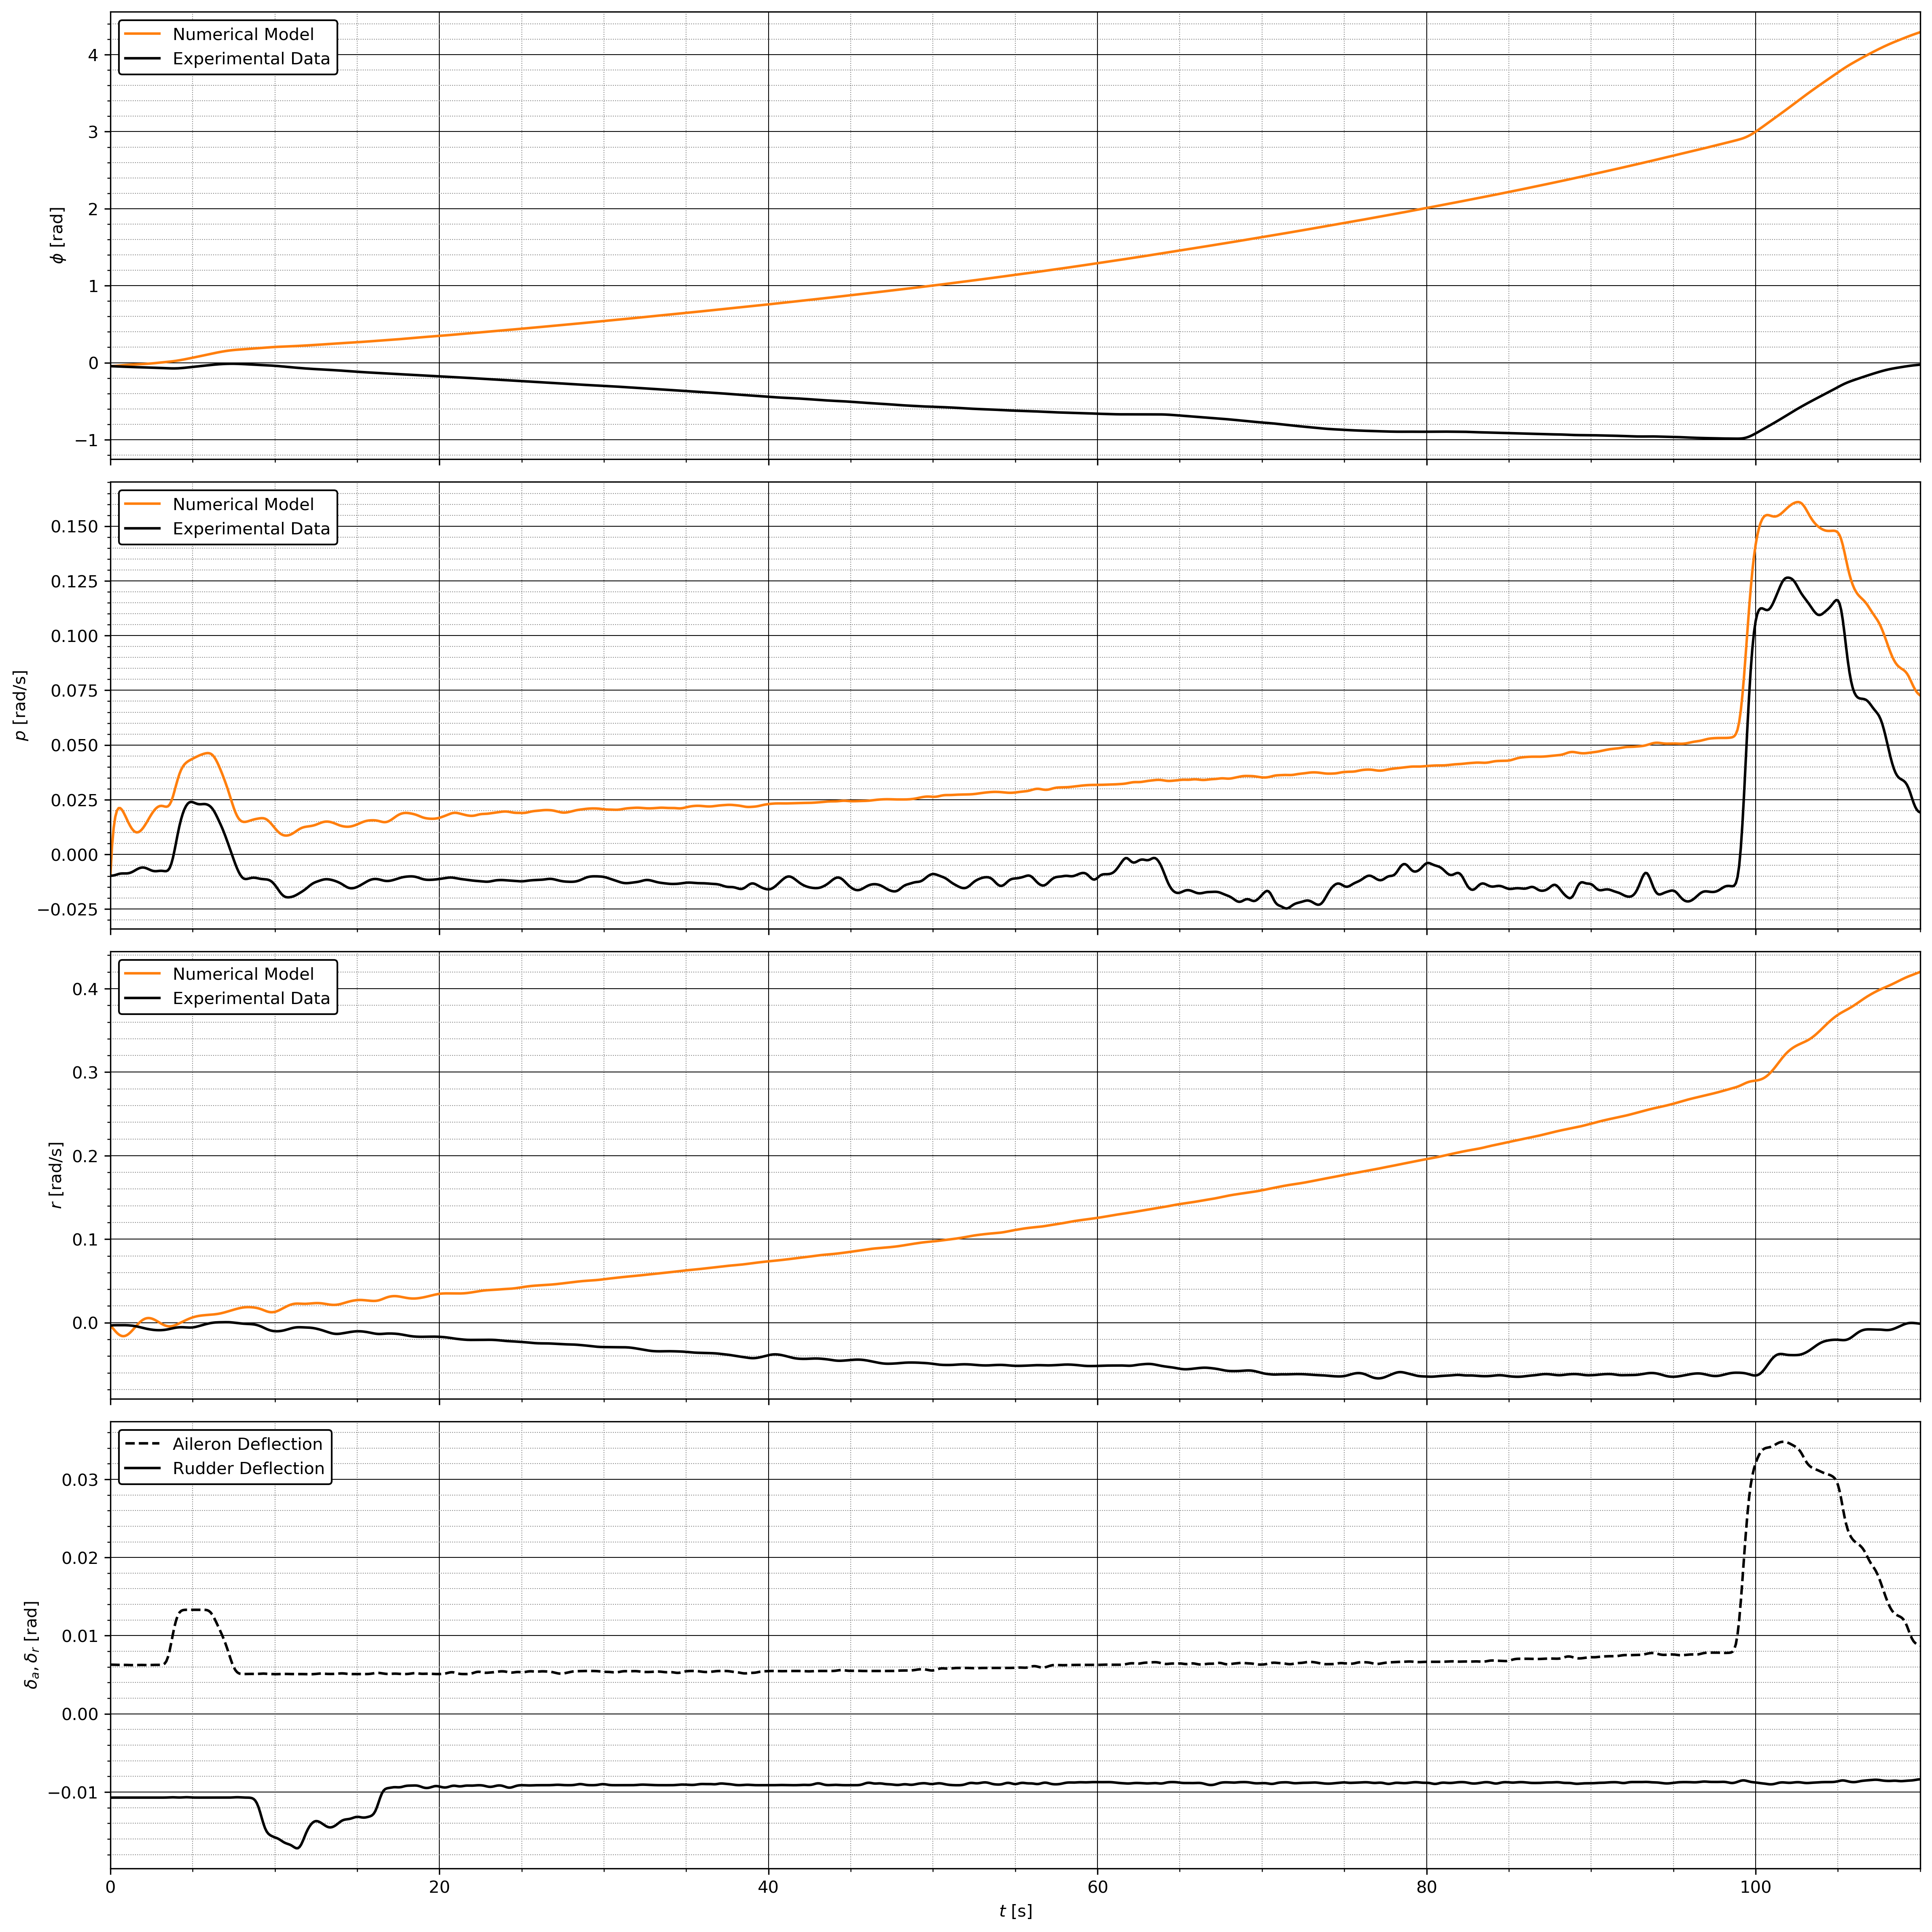 Numerical Model
Experimental Data
4
3
2
1
0
−1
ϕ [rad]
Numerical Model
Experimental Data
0.150
0.125
0.100
0.075
0.050
0.025
0.000
−0.025
p [rad/s]
Numerical Model
Experimental Data
0.4
0.3
0.2
0.1
0.0
r [rad/s]
Aileron Deflection
Rudder Deflection
0.03
0.02
0.01
0.00
−0.01
δₐ, δᵣ [rad]
0 20 40 60 80 100
t [s]